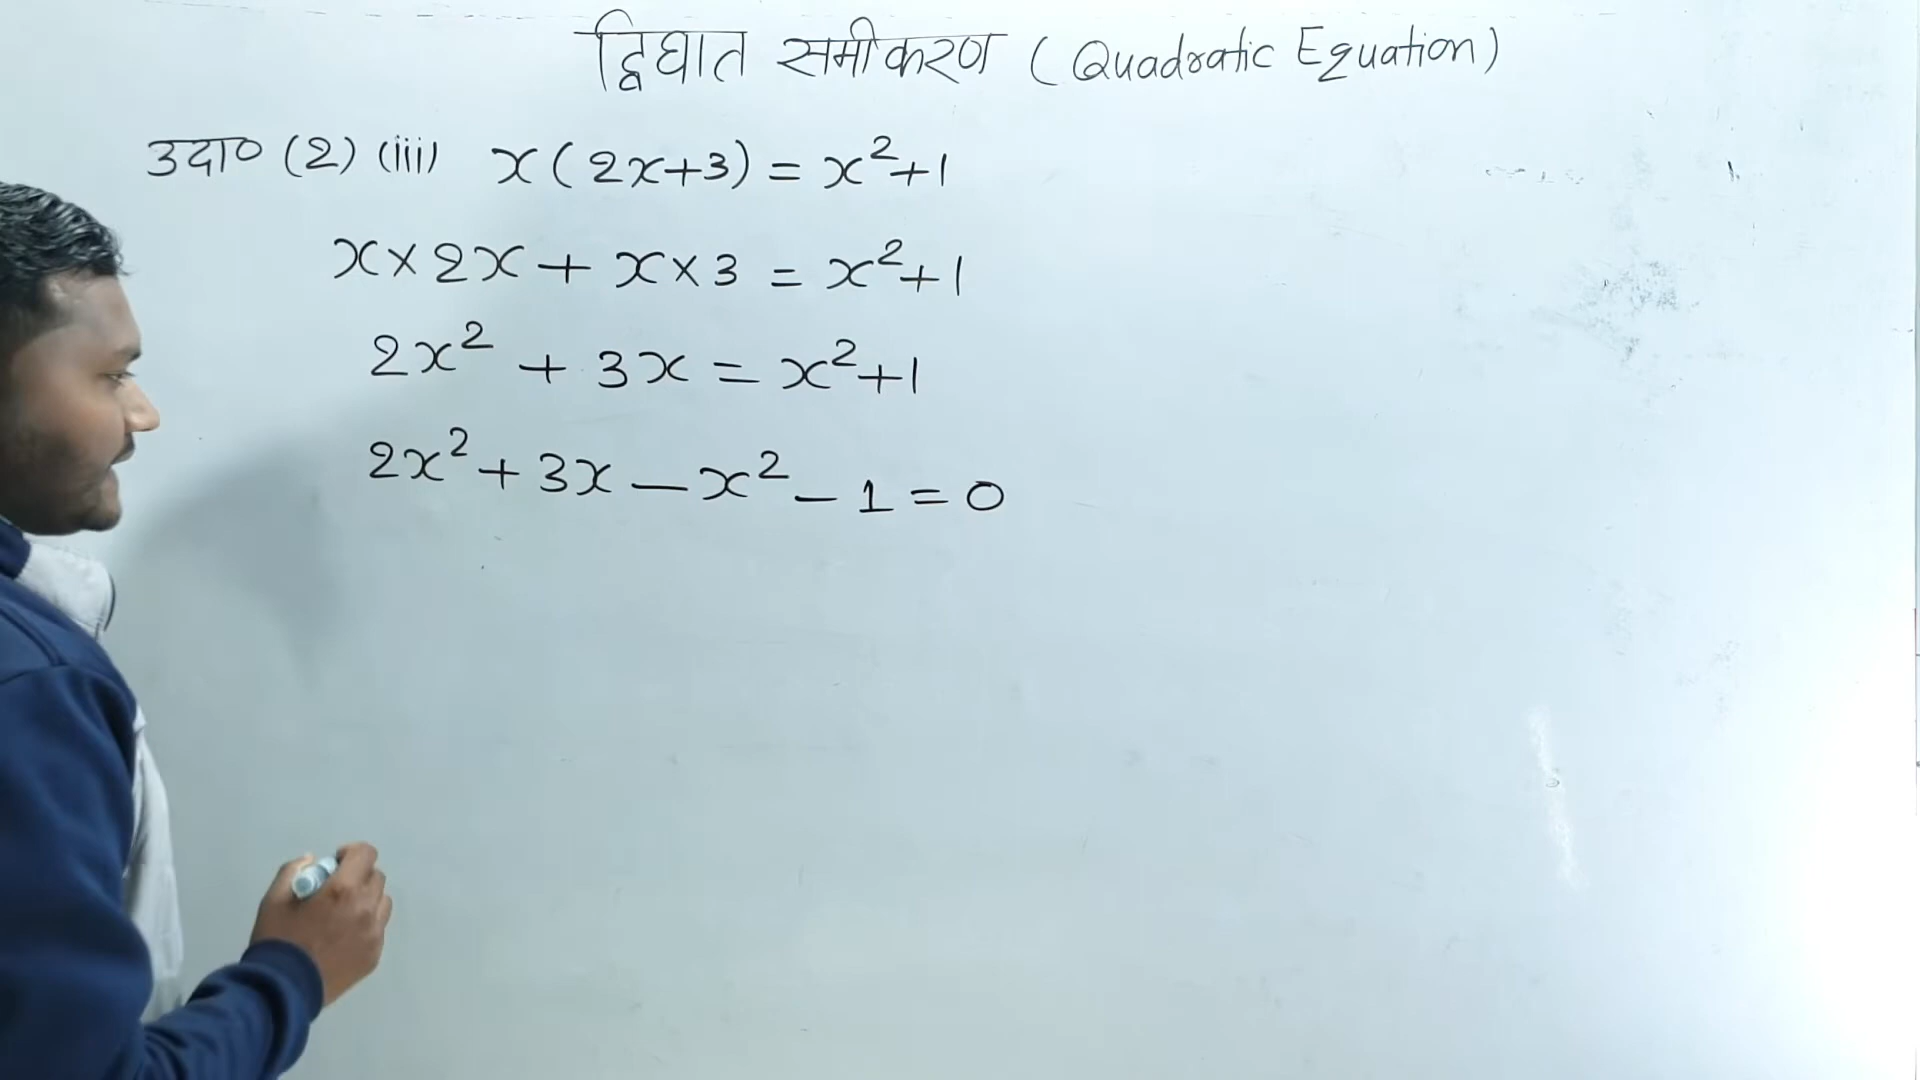 द्विघात समीकरण ( Quadratic Equation)
उदा० (2) (iii) x(2x+3) = x²+1
x×2x + x×3 = x²+1
2x² + 3x = x²+1
2x² + 3x – x² – 1 = 0